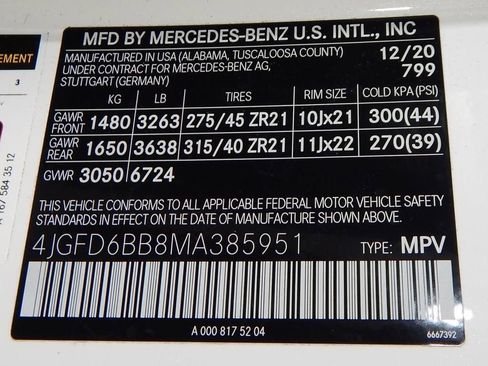 MFD BY MERCEDES-BENZ U.S. INTL., INC
MANUFACTURED IN USA (ALABAMA, TUSCALOOSA COUNTY) 12/20
UNDER CONTRACT FOR MERCEDES-BENZ AG, 799
STUTTGART (GERMANY)
KG LB TIRES RIM SIZE COLD KPA (PSI)
GAWR FRONT 1480 3263 275/45 ZR21 10Jx21 300(44)
GAWR REAR 1650 3638 315/40 ZR21 11Jx22 270(39)
GVWR 3050 6724
THIS VEHICLE CONFORMS TO ALL APPLICABLE FEDERAL MOTOR VEHICLE SAFETY
STANDARDS IN EFFECT ON THE DATE OF MANUFACTURE SHOWN ABOVE.
4JGFD6BB8MA385951 TYPE: MPV
A 000 817 52 04
6667392
EMENT
3
A 167 584 35 12